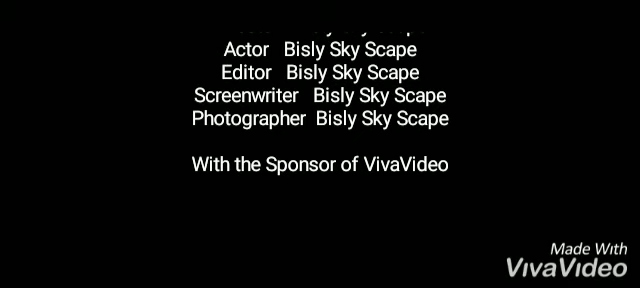 Actor Bisly Sky Scape
Editor Bisly Sky Scape
Screenwriter Bisly Sky Scape
Photographer Bisly Sky Scape
With the Sponsor of VivaVideo
Made With
VivaVideo